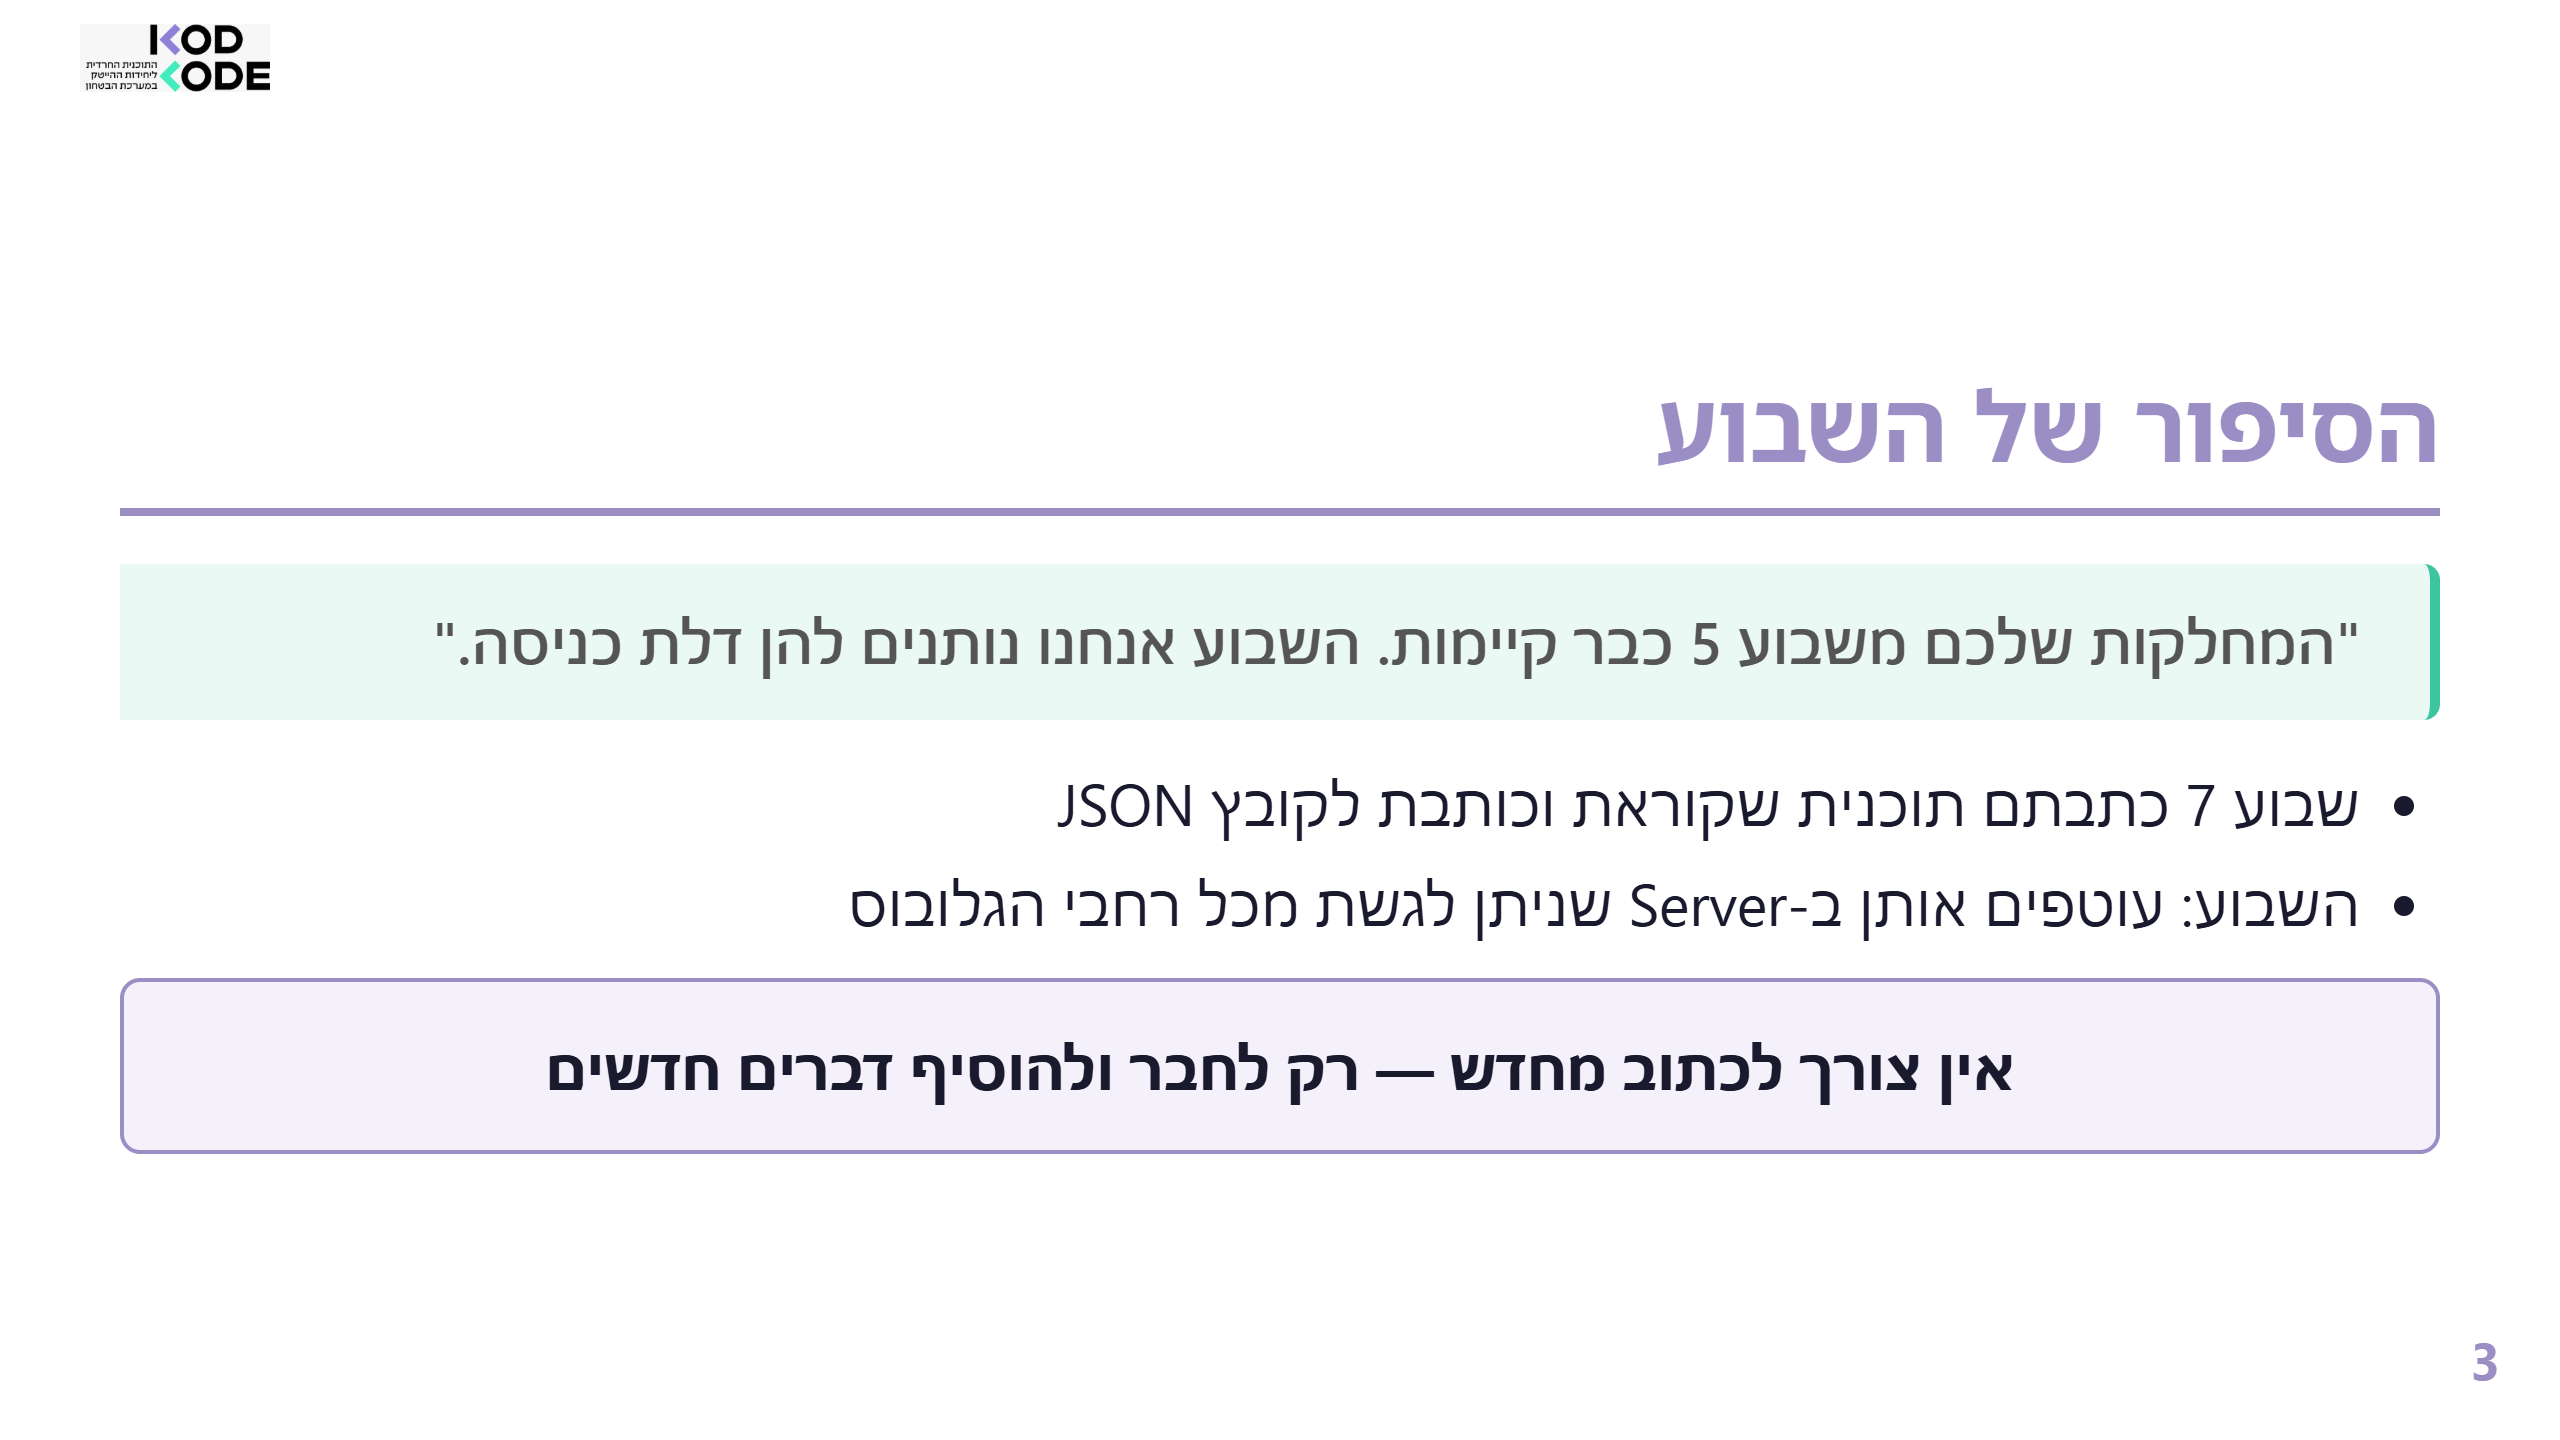 KOD
KODE
התוכנית החרדית
ליחידות ההייטק
במערכת הבטחון
הסיפור של השבוע
"המחלקות שלכם משבוע 5 כבר קיימות. השבוע אנחנו נותנים להן דלת כניסה."
• שבוע 7 כתבתם תוכנית שקוראת וכותבת לקובץ JSON
• השבוע: עוטפים אותן ב-Server שניתן לגשת מכל רחבי הגלובוס
אין צורך לכתוב מחדש — רק לחבר ולהוסיף דברים חדשים
3